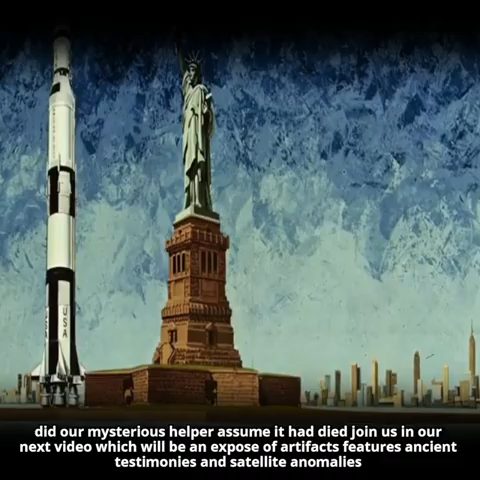 USA
did our mysterious helper assume it had died join us in our
next video which will be an expose of artifacts features ancient
testimonies and satellite anomalies